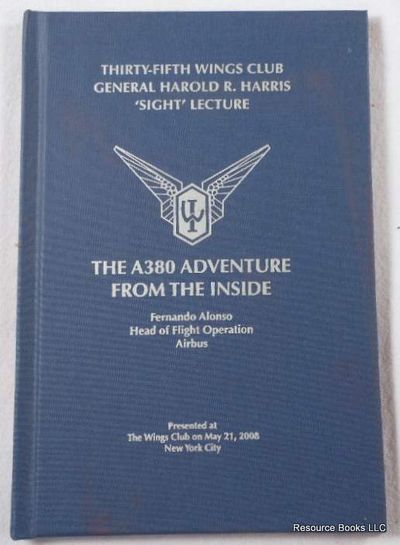 THIRTY-FIFTH WINGS CLUB
GENERAL HAROLD R. HARRIS
'SIGHT' LECTURE
THE A380 ADVENTURE
FROM THE INSIDE
Fernando Alonso
Head of Flight Operation
Airbus
Presented at
The Wings Club on May 21, 2008
New York City
Resource Books LLC